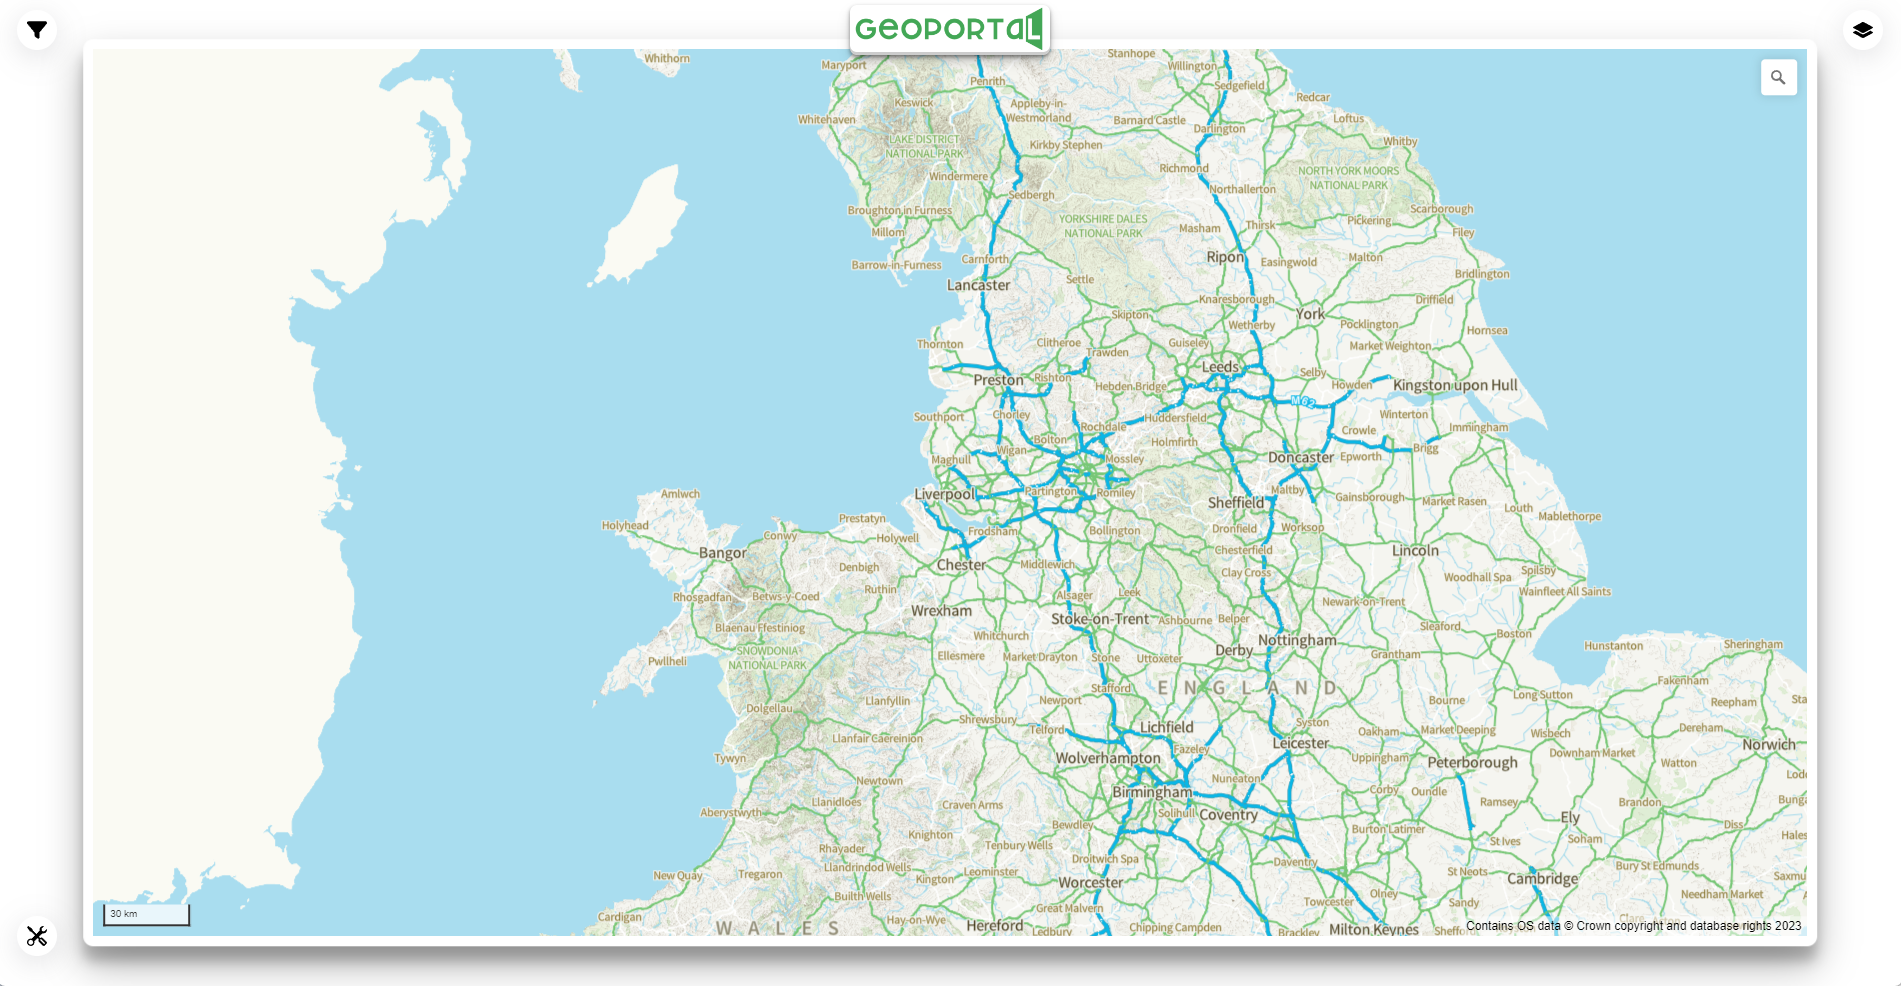 GEOPORTAL
Stanhope
Whithorn
Maryport
Willington
Penrith
Sedgefield
Keswick
Appleby-in-
Westmorland
Redcar
Whitehaven
Barnard Castle
Loftus
Darlington
LAKE DISTRICT
NATIONAL PARK
Kirkby Stephen
Whitby
Richmond
NORTH YORK MOORS
NATIONAL PARK
Windermere
Sedbergh
Northallerton
Broughton in Furness
Scarborough
YORKSHIRE DALES
NATIONAL PARK
Pickering
Millom
Masham
Thirsk
Filey
Carnforth
Ripon
Easingwold
Malton
Barrow-in-Furness
Bridlington
Lancaster
Settle
Knaresborough
Driffield
Skipton
York
Wetherby
Pocklington
Hornsea
Thornton
Clitheroe
Trawden
Guiseley
Market Weighton
Leeds
Selby
Preston
Rishton
Hebden Bridge
Howden
Kingston upon Hull
M62
Southport
Chorley
Huddersfield
Winterton
Rochdale
Crowle
Immingham
Bolton
Holmfirth
Wigan
Brigg
Maghull
Mossley
Doncaster
Epworth
Liverpool
Partington
Romiley
Maltby
Gainsborough
Amlwch
Sheffield
Market Rasen
Louth
Mablethorpe
Holyhead
Prestatyn
Conwy
Holywell
Frodsham
Bollington
Dronfield
Worksop
Bangor
Chester
Middlewich
Chesterfield
Lincoln
Denbigh
Clay Cross
Spilsby
Woodhall Spa
Rhosgadfan
Betws-y-Coed
Ruthin
Alsager
Leek
Wainfleet All Saints
Wrexham
Newark-on-Trent
Stoke-on-Trent
Ashbourne
Belper
Blaenau Ffestiniog
Whitchurch
Nottingham
Sleaford
Boston
SNOWDONIA
NATIONAL PARK
Pwllheli
Ellesmere
Market Drayton
Stone
Uttoxeter
Derby
Grantham
Hunstanton
Sheringham
Stafford
ENGLAND
Fakenham
Llanfyllin
Newport
Bourne
Long Sutton
Sta
Reepham
Dolgellau
Shrewsbury
Telford
Lichfield
Syston
Oakham
Market Deeping
Wisbech
Dereham
Llanfair Caereinion
Fazeley
Leicester
Downham Market
Norwich
Tywyn
Wolverhampton
Uppingham
Peterborough
Watton
Newtown
Nuneaton
Lodd
Birmingham
Corby
Oundle
Llanidloes
Craven Arms
Ramsey
Brandon
Bunga
Aberystwyth
Solihull
Coventry
Ely
Bewdley
Burton Latimer
Diss
Knighton
Hales
Rhayader
Tenbury Wells
St Ives
Soham
Droitwich Spa
Daventry
Bury St Edmunds
Llandrindod Wells
New Quay
Tregaron
Leominster
Kington
Worcester
St Neots
Cambridge
Saxmu
Builth Wells
Olney
Needham Market
Towcester
Sandy
Cardigan
Great Malvern
Hay-on-Wye
WALES
Hereford
Ledbury
Chipping Campden
Brackley
Milton Keynes
Sheffo
30 km
Contains OS data © Crown copyright and database rights 2023